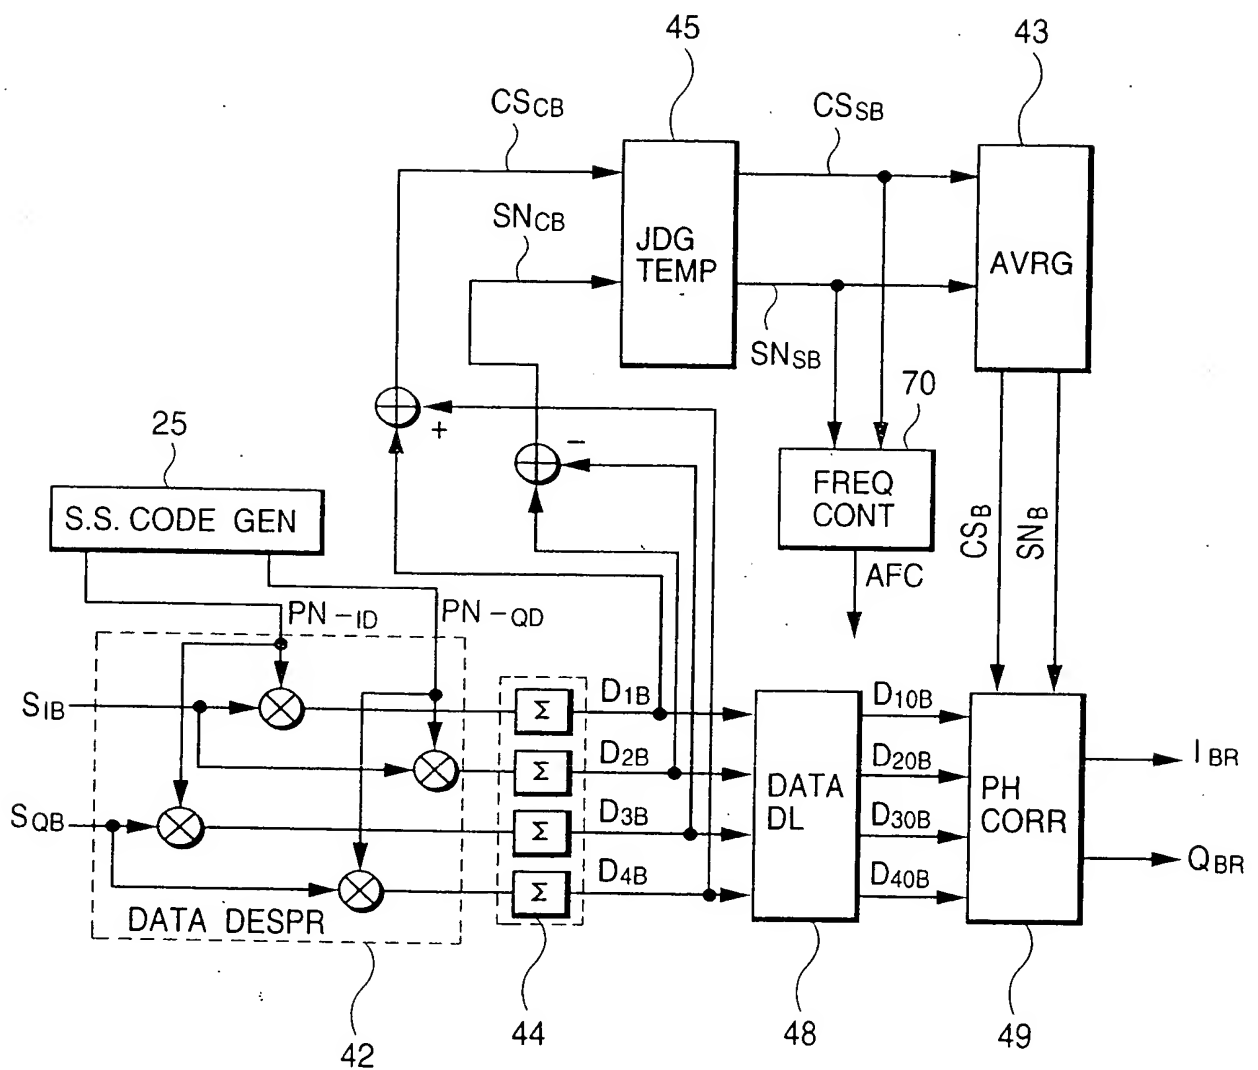 45
43
CSCB
CSSB
SNCB
JDG
TEMP
AVRG
SNSB
70
+
−
25
S.S. CODE GEN
FREQ
CONT
CSB
SNB
AFC
PN-ID
PN-QD
SIB
Σ
D1B
D10B
IBR
Σ
D2B
D20B
DATA
DL
PH
CORR
SQB
Σ
D3B
D30B
QBR
Σ
D4B
D40B
DATA DESPR
42
44
48
49